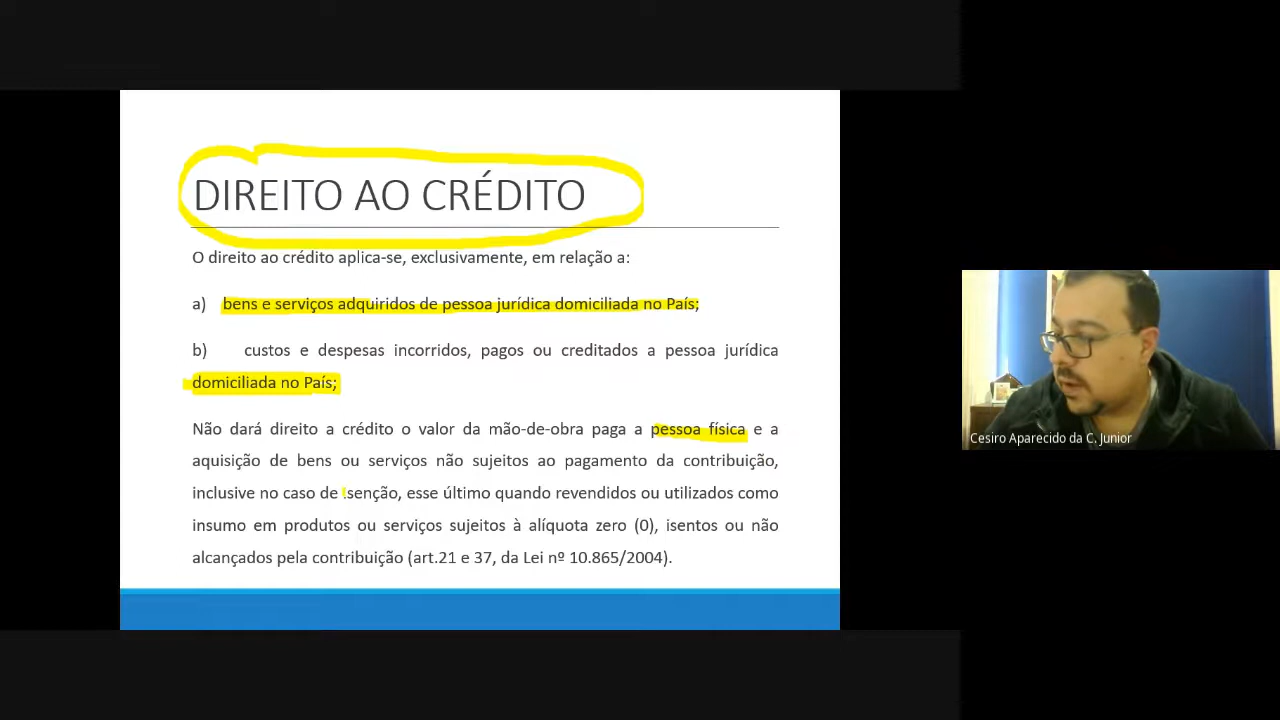 DIREITO AO CRÉDITO
O direito ao crédito aplica-se, exclusivamente, em relação a:
a) bens e serviços adquiridos de pessoa jurídica domiciliada no País;
b) custos e despesas incorridos, pagos ou creditados a pessoa jurídica
domiciliada no País;
Não dará direito a crédito o valor da mão-de-obra paga a pessoa física e a
aquisição de bens ou serviços não sujeitos ao pagamento da contribuição,
inclusive no caso de isenção, esse último quando revendidos ou utilizados como
insumo em produtos ou serviços sujeitos à alíquota zero (0), isentos ou não
alcançados pela contribuição (art.21 e 37, da Lei nº 10.865/2004).
Cesiro Aparecido da C. Junior